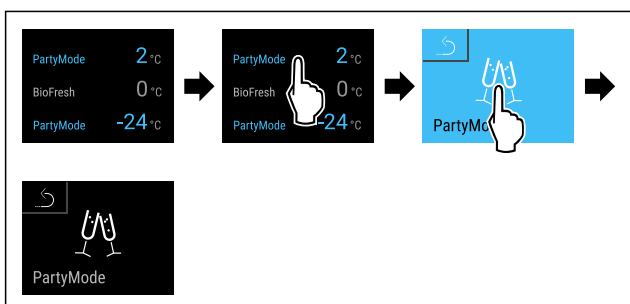 PartyMode 2 °C
BioFresh 0 °C
PartyMode -24 °C
PartyMode 2 °C
BioFresh 0 °C
PartyMode -24 °C
PartyMo
PartyMode